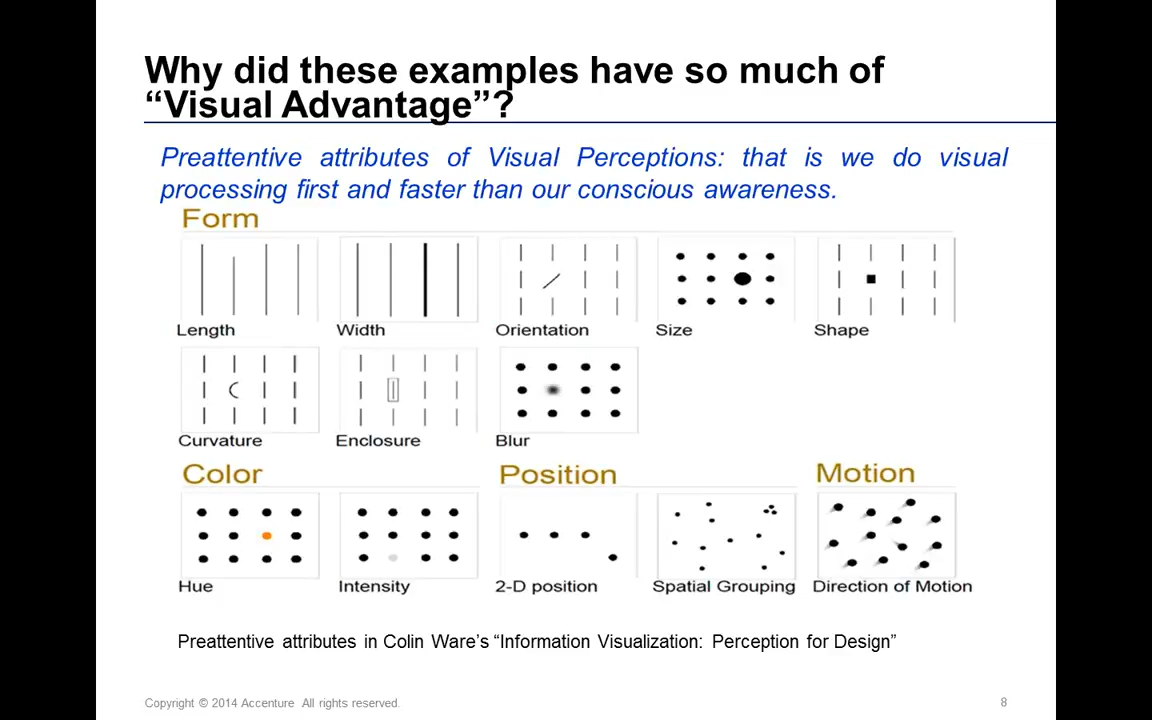 Why did these examples have so much of
“Visual Advantage”?
Preattentive attributes of Visual Perceptions: that is we do visual
processing first and faster than our conscious awareness.
Form
Length
Width
Orientation
Size
Shape
Curvature
Enclosure
Blur
Color
Position
Motion
Hue
Intensity
2-D position
Spatial Grouping
Direction of Motion
Preattentive attributes in Colin Ware’s “Information Visualization: Perception for Design”
Copyright © 2014 Accenture All rights reserved.
8